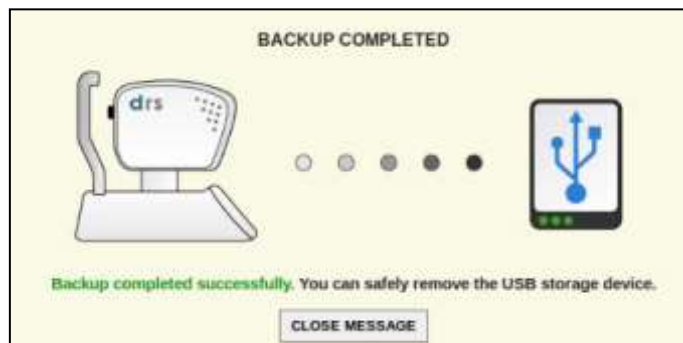 BACKUP COMPLETED
drs
Backup completed successfully. You can safely remove the USB storage device.
CLOSE MESSAGE